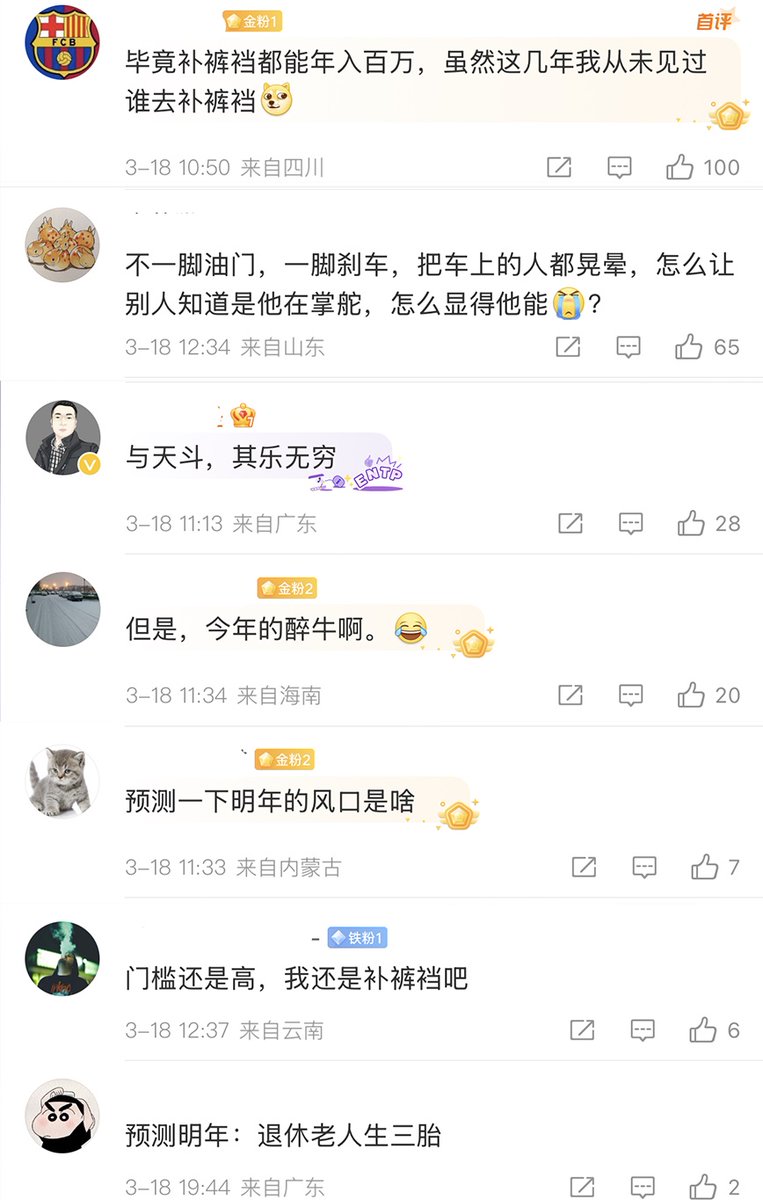 金粉1
首评
FCB
毕竟补裤裆都能年入百万，虽然这几年我从未见过
谁去补裤裆
3-18 10:50 来自四川
100
不一脚油门，一脚刹车，把车上的人都晃晕，怎么让
别人知道是他在掌舵，怎么显得他能？
3-18 12:34 来自山东
65
7
与天斗，其乐无穷
ENTP
3-18 11:13 来自广东
28
金粉2
但是，今年的醉牛啊。
3-18 11:34 来自海南
20
金粉2
预测一下明年的风口是啥
3-18 11:33 来自内蒙古
7
铁粉1
门槛还是高，我还是补裤裆吧
3-18 12:37 来自云南
6
预测明年：退休老人生三胎
3-18 19:44 来自广东
2